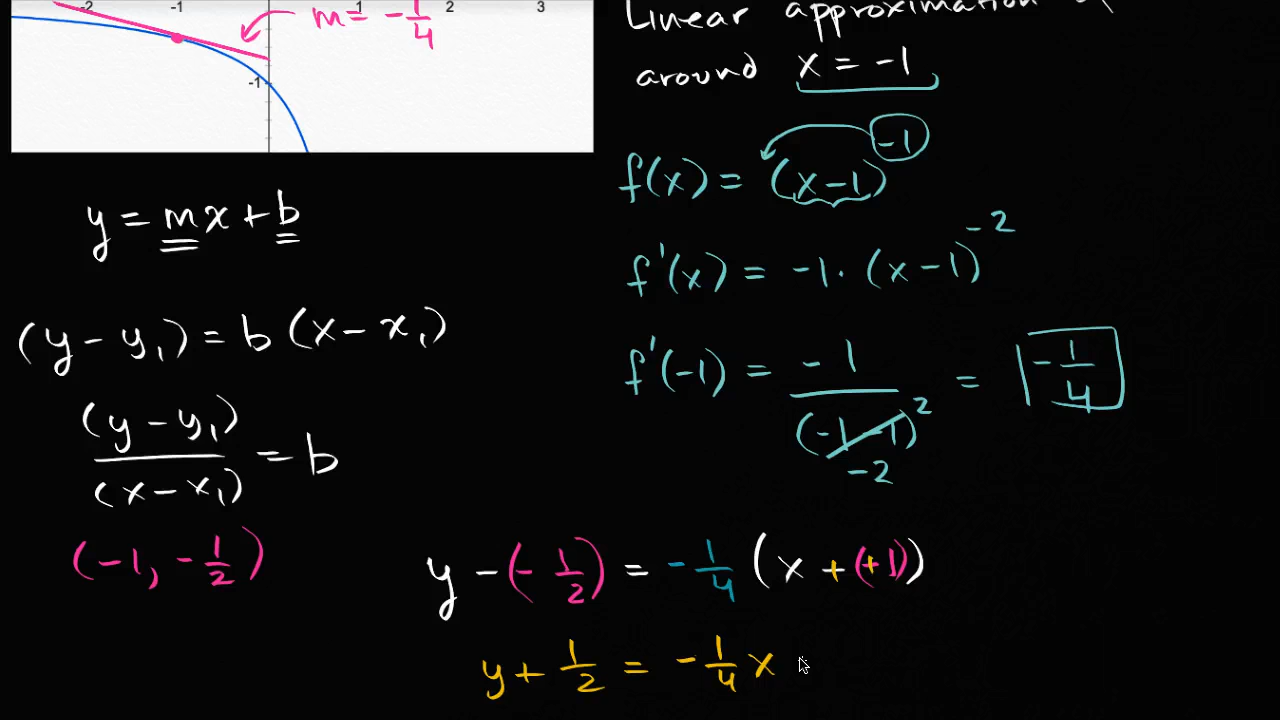 -2 -1 1 2 3
m = -1/4
-1
Linear approximation
around x = -1
f(x) = (x-1)^-1
y = mx + b
f'(x) = -1 · (x-1)^-2
(y - y₁) = b (x - x₁)
f'(-1) = -1/(-1-1)² = -1/4
-2
(y - y₁)/(x - x₁) = b
(-1, -1/2)
y - (-1/2) = -1/4 (x + (+1))
y + 1/2 = -1/4 x